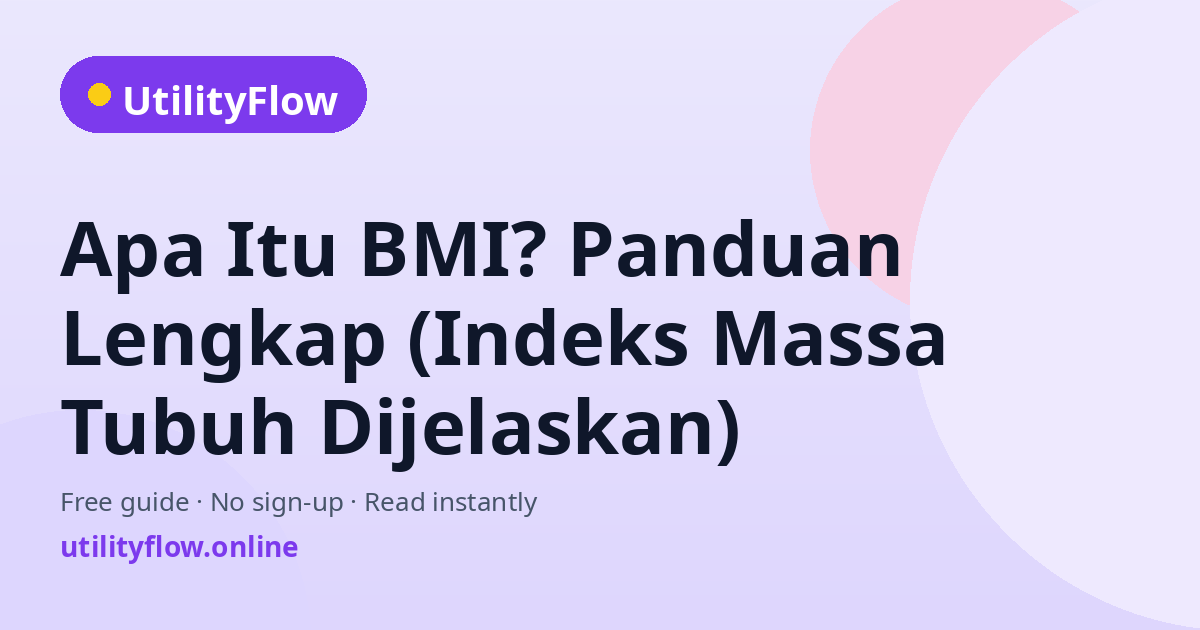 UtilityFlow
Apa Itu BMI? Panduan
Lengkap (Indeks Massa
Tubuh Dijelaskan)
Free guide · No sign-up · Read instantly
utilityflow.online